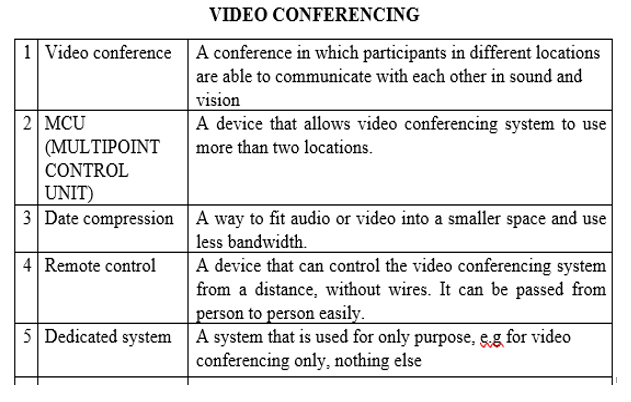 VIDEO CONFERENCING
1 Video conference A conference in which participants in different locations
are able to communicate with each other in sound and
vision
2 MCU A device that allows video conferencing system to use
(MULTIPOINT more than two locations.
CONTROL
UNIT)
3 Date compression A way to fit audio or video into a smaller space and use
less bandwidth.
4 Remote control A device that can control the video conferencing system
from a distance, without wires. It can be passed from
person to person easily.
5 Dedicated system A system that is used for only purpose, e.g for video
conferencing only, nothing else